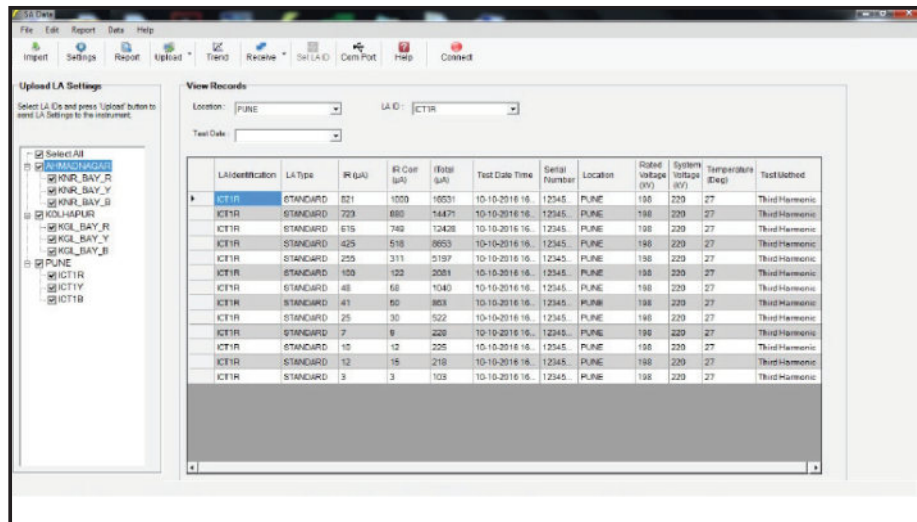 SA Data
File Edit Report Data Help
Import Settings Report Upload Trend Receive Set LA ID Com Port Help Connect
Upload LA Settings
Select LA IDs and press 'Upload' button to
send LA Settings to the instrument.
Select All
AHMADNAGAR
KNR_BAY_R
KNR_BAY_Y
KNR_BAY_B
KOLHAPUR
KGL_BAY_R
KGL_BAY_Y
KGL_BAY_B
PUNE
ICT1R
ICT1Y
ICT1B
View Records
Location : PUNE LA ID : ICT1R
Test Date :
LA Identification LA Type IR (µA) IR Corr (µA) ITotal (µA) Test Date Time Serial Number Location Rated Voltage (kV) System Voltage (kV) Temperature (Deg) Test Method
ICT1R STANDARD 821 1000 16531 10-10-2016 16... 12345... PUNE 198 220 27 Third Harmonic
ICT1R STANDARD 723 880 14471 10-10-2016 16... 12345... PUNE 198 220 27 Third Harmonic
ICT1R STANDARD 615 749 12428 10-10-2016 16... 12345... PUNE 198 220 27 Third Harmonic
ICT1R STANDARD 425 518 8653 10-10-2016 16... 12345... PUNE 198 220 27 Third Harmonic
ICT1R STANDARD 255 311 5197 10-10-2016 16... 12345... PUNE 198 220 27 Third Harmonic
ICT1R STANDARD 100 122 2081 10-10-2016 16... 12345... PUNE 198 220 27 Third Harmonic
ICT1R STANDARD 48 58 1040 10-10-2016 16... 12345... PUNE 198 220 27 Third Harmonic
ICT1R STANDARD 41 50 863 10-10-2016 16... 12345... PUNE 198 220 27 Third Harmonic
ICT1R STANDARD 25 30 522 10-10-2016 16... 12345... PUNE 198 220 27 Third Harmonic
ICT1R STANDARD 7 9 228 10-10-2016 16... 12345... PUNE 198 220 27 Third Harmonic
ICT1R STANDARD 10 12 225 10-10-2016 16... 12345... PUNE 198 220 27 Third Harmonic
ICT1R STANDARD 12 15 218 10-10-2016 16... 12345... PUNE 198 220 27 Third Harmonic
ICT1R STANDARD 3 3 103 10-10-2016 16... 12345... PUNE 198 220 27 Third Harmonic